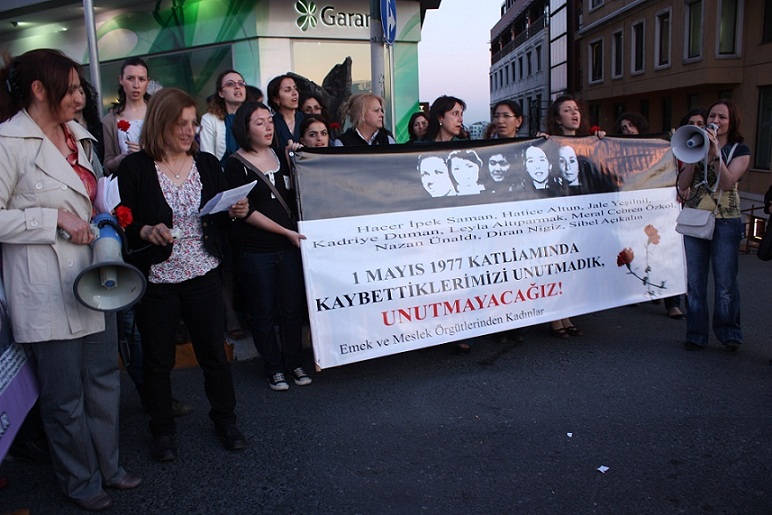 Garan
Hacer İpek Saman, Hatice Altun, Jale Yeşilnil,
Kadriye Duman, Leyla Altıparmak, Meral Cebren Özkol,
Nazan Ünaldı, Diran Nigiz, Sibel Açıkalın
1 MAYIS 1977 KATLİAMINDA
KAYBETTİKLERİMİZİ UNUTMADIK,
UNUTMAYACAĞIZ!
Emek ve Meslek Örgütlerinden Kadınlar